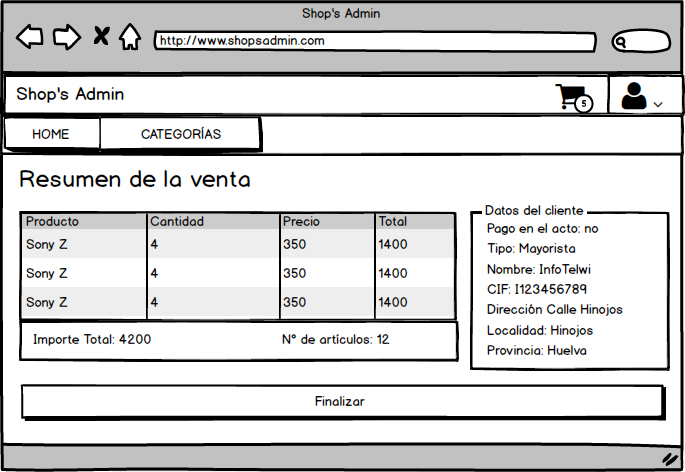 Shop's Admin
http://www.shopsadmin.com
Shop's Admin
5
HOME CATEGORÍAS
Resumen de la venta
Producto Cantidad Precio Total
Sony Z 4 350 1400
Sony Z 4 350 1400
Sony Z 4 350 1400
Importe Total: 4200 Nº de artículos: 12
Datos del cliente
Pago en el acto: no
Tipo: Mayorista
Nombre: InfoTelwi
CIF: I123456789
Dirección Calle Hinojos
Localidad: Hinojos
Provincia: Huelva
Finalizar